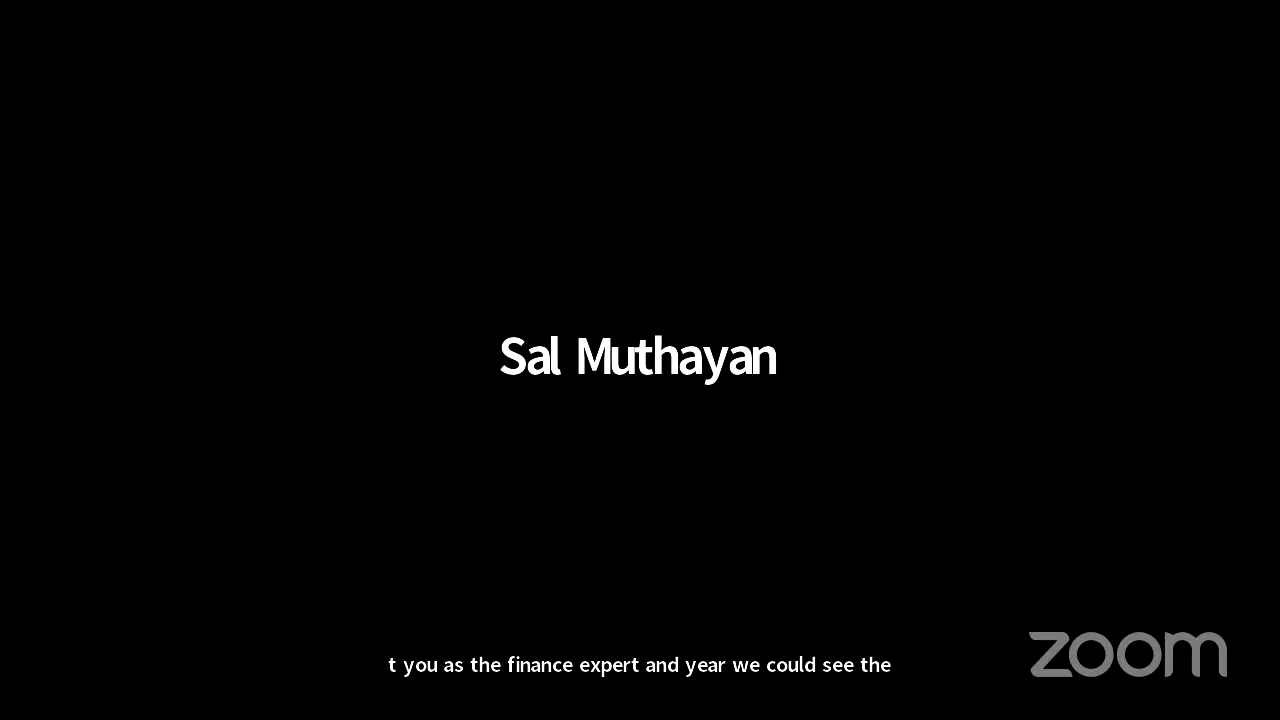 Sal Muthayan
t you as the finance expert and year we could see the
zoom